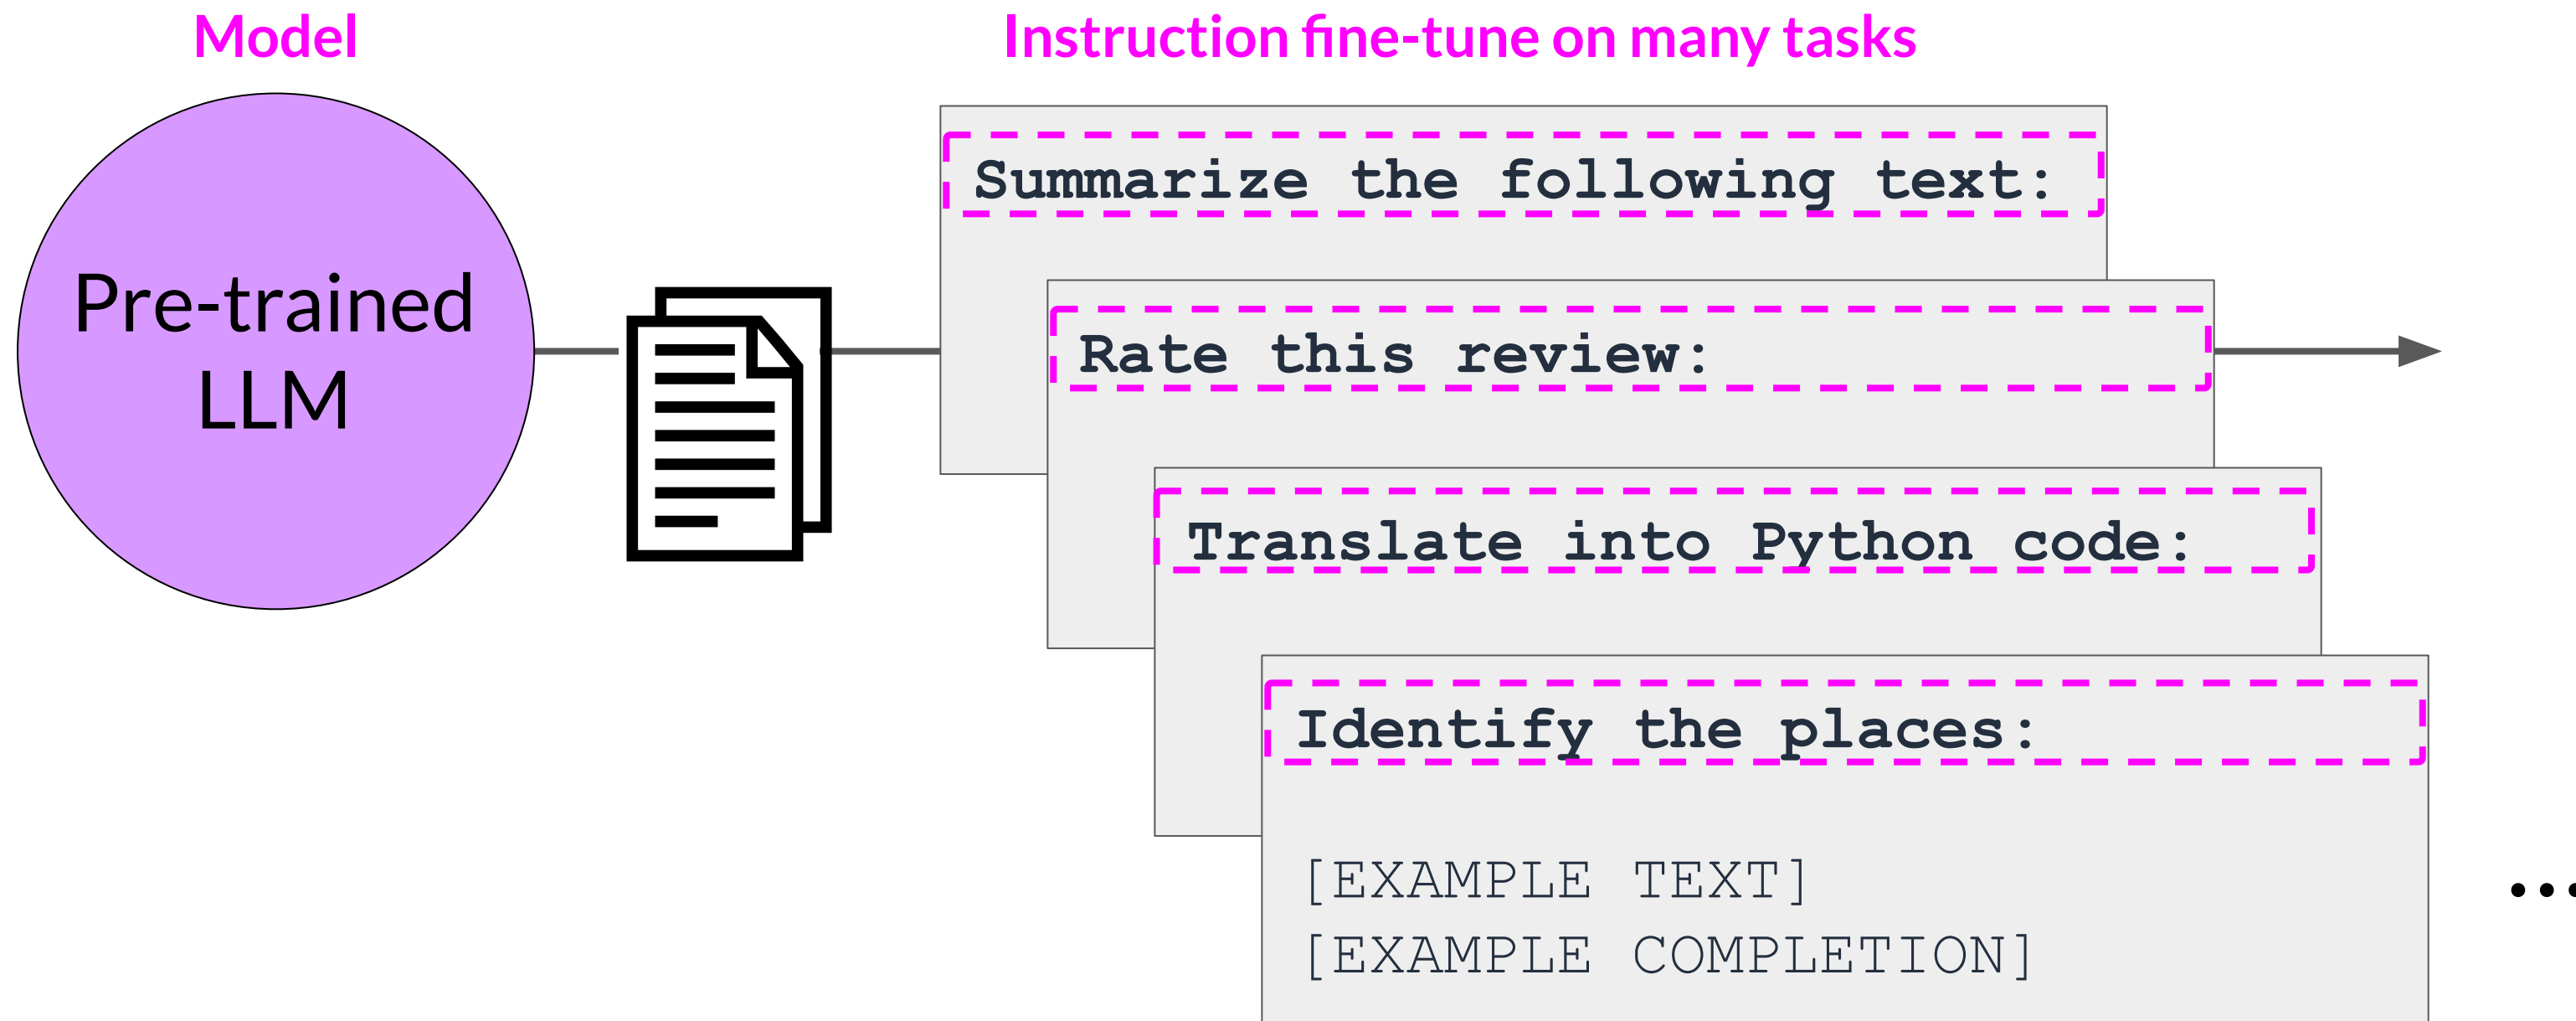 Model
Instruction fine-tune on many tasks
Pre-trained
LLM
Summarize the following text:
Rate this review:
Translate into Python code:
Identify the places:
[EXAMPLE TEXT]
[EXAMPLE COMPLETION]
...